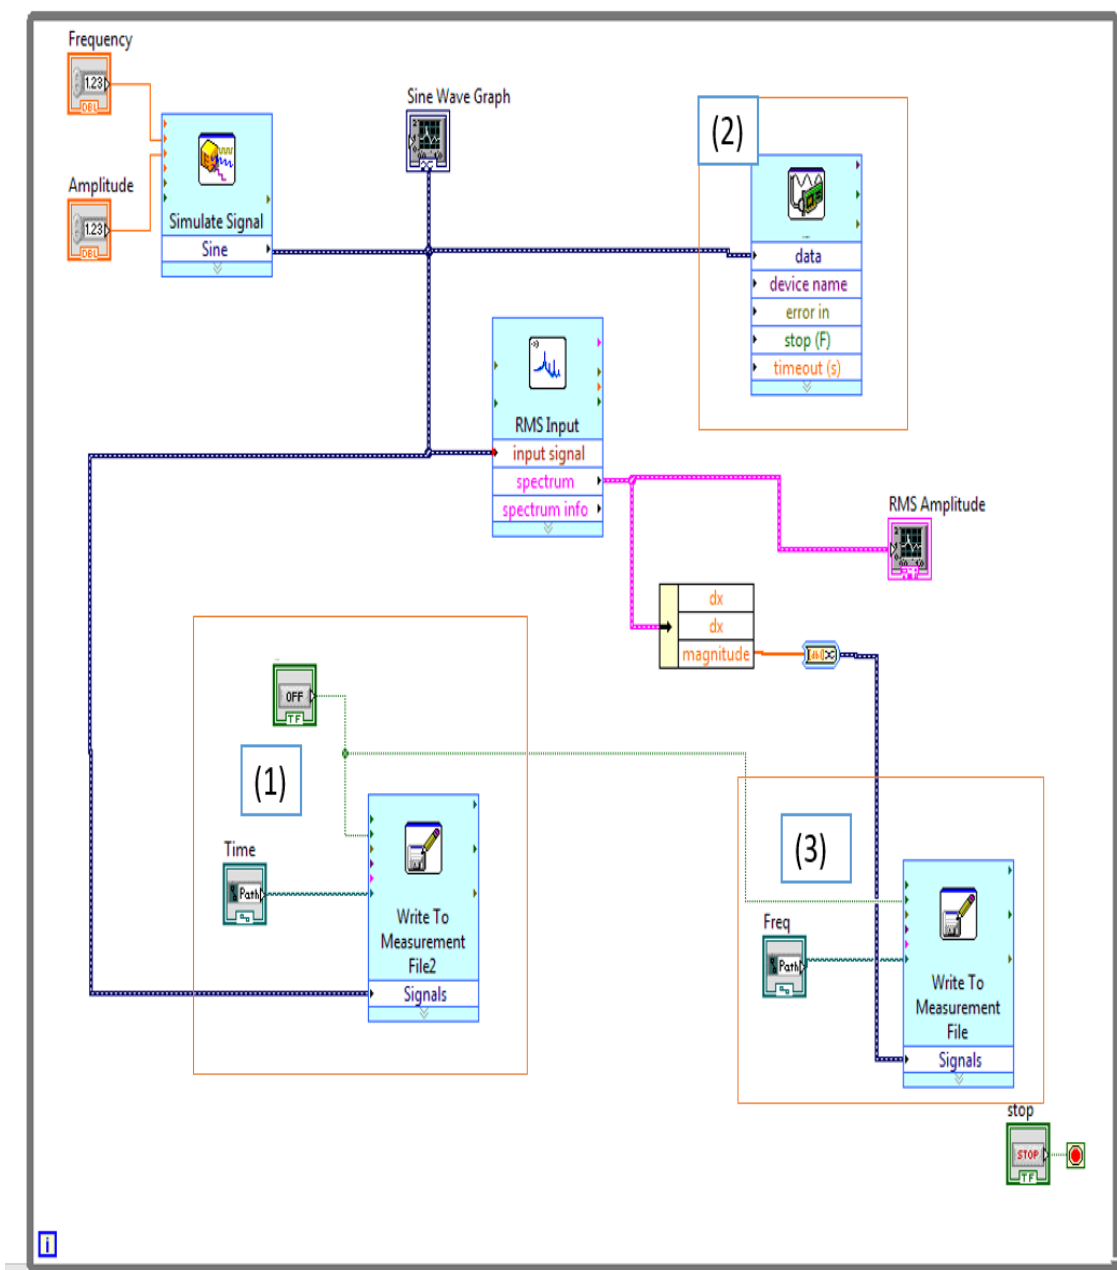 Frequency
1.23
DBL
Amplitude
1.23
DBL
Simulate Signal
Sine
Sine Wave Graph
(2)
data
device name
error in
stop (F)
timeout (s)
RMS Input
input signal
spectrum
spectrum info
RMS Amplitude
dx
dx
magnitude
OFF
TF
(1)
Time
Path
Write To
Measurement
File2
Signals
(3)
Freq
Path
Write To
Measurement
File
Signals
stop
STOP
TF
i